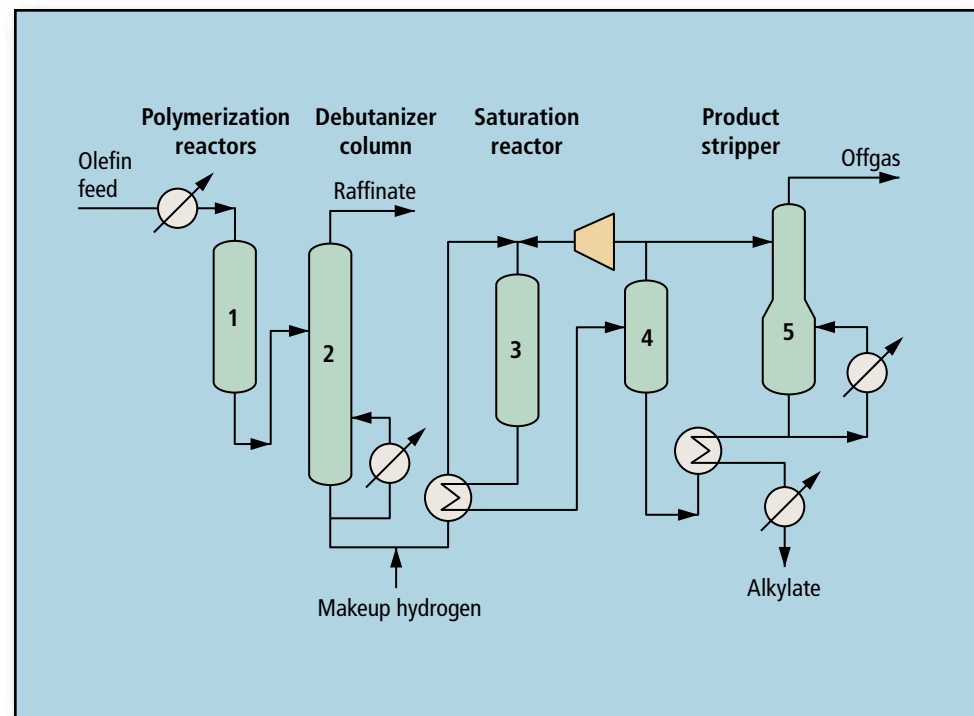 Polymerization
reactors
Debutanizer
column
Saturation
reactor
Product
stripper
Olefin
feed
Raffinate
Offgas
1
2
3
4
5
Makeup hydrogen
Alkylate